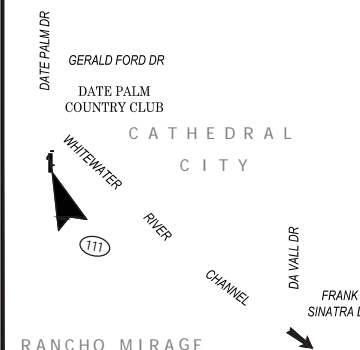 DATE PALM DR
GERALD FORD DR
DATE PALM
COUNTRY CLUB
CATHEDRAL
CITY
WHITEWATER
RIVER
CHANNEL
111
DA VALL DR
FRANK
SINATRA D
RANCHO MIRAGE